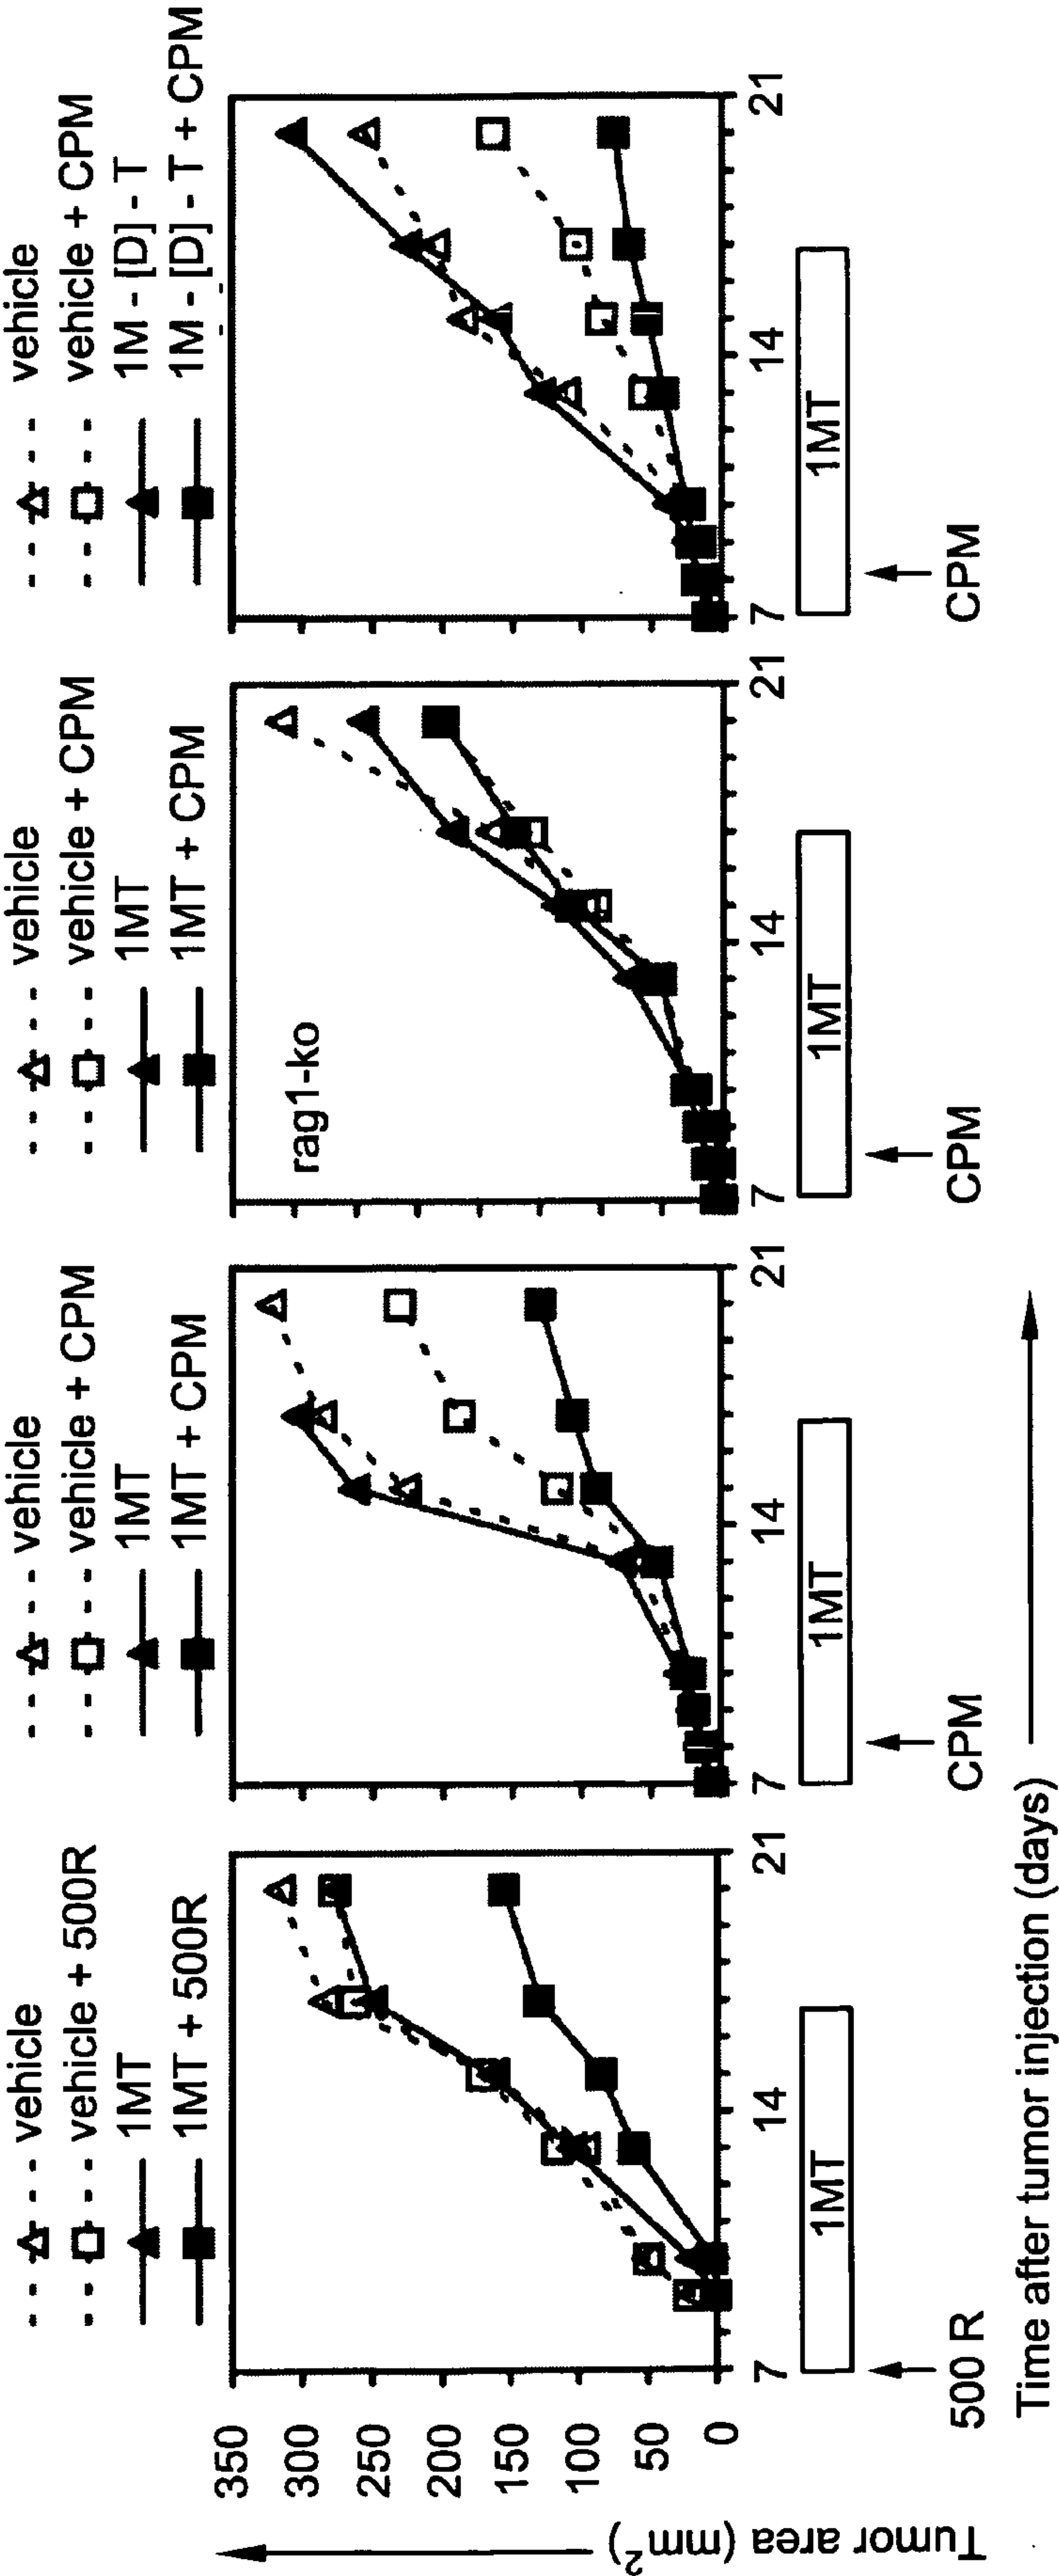 vehicle
vehicle + 500R
1MT
1MT + 500R
vehicle
vehicle + CPM
1MT
1MT + CPM
vehicle
vehicle + CPM
1MT
1MT + CPM
vehicle
vehicle + CPM
1M - [D] - T
1M - [D] - T + CPM
Tumor area (mm²)
350
300
250
200
150
100
50
0
rag1-ko
7 14 21
7 14 21
7 14 21
7 14 21
1MT
1MT
1MT
1MT
500 R
CPM
CPM
CPM
Time after tumor injection (days)